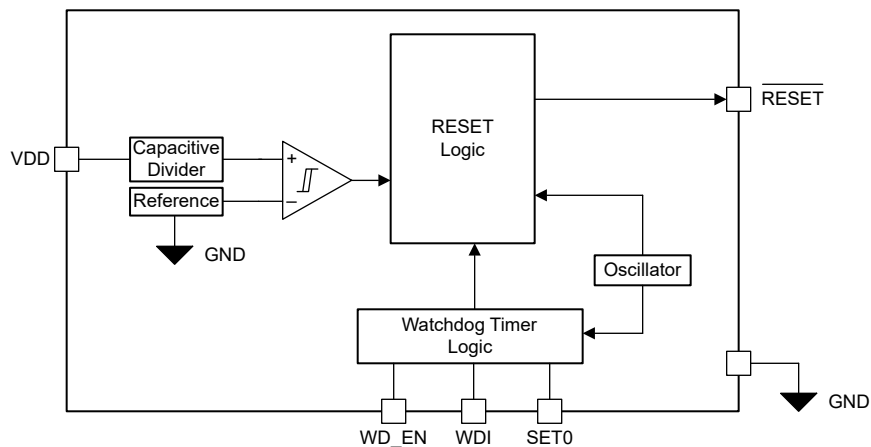 RESET
Logic
RESET
VDD
Capacitive
Divider
+
Reference
−
GND
Oscillator
Watchdog Timer
Logic
GND
WD_EN
WDI
SET0